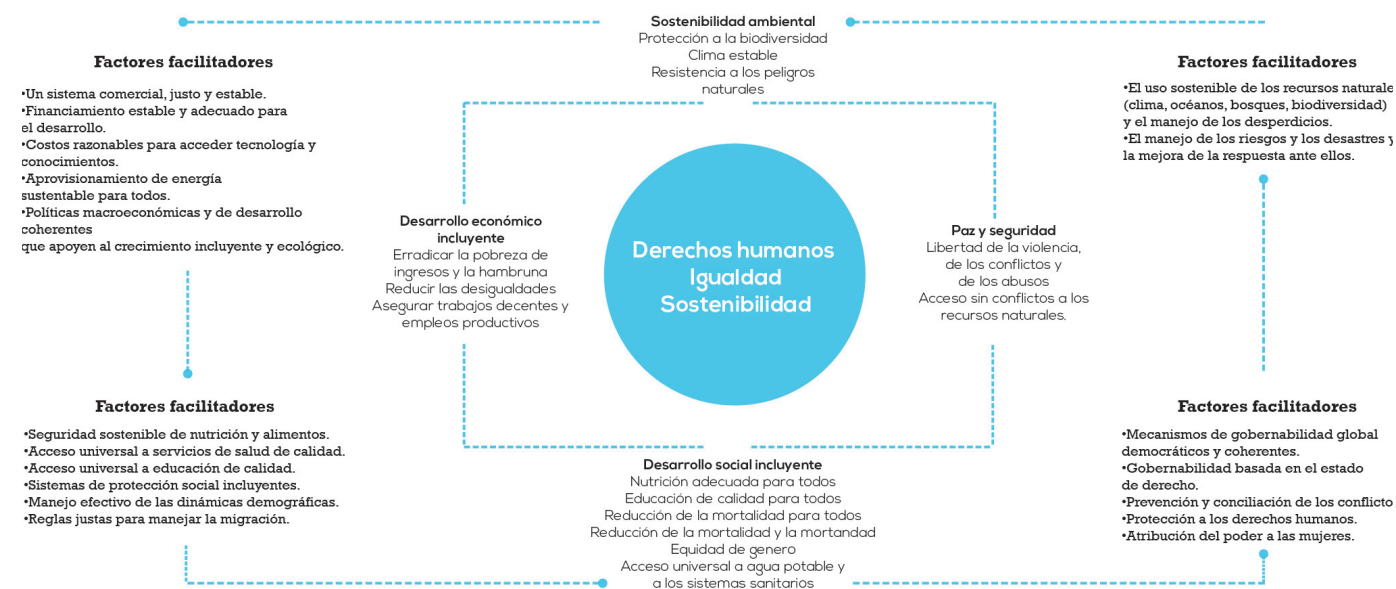 Sostenibilidad ambiental
Protección a la biodiversidad
Clima estable
Resistencia a los peligros
naturales
Factores facilitadores
•Un sistema comercial, justo y estable.
•Financiamiento estable y adecuado para
el desarrollo.
•Costos razonables para acceder tecnología y
conocimientos.
•Aprovisionamiento de energía
sustentable para todos.
•Políticas macroeconómicas y de desarrollo
coherentes
que apoyen al crecimiento incluyente y ecológico.
Factores facilitadores
•El uso sostenible de los recursos naturale
(clima, océanos, bosques, biodiversidad)
y el manejo de los desperdicios.
•El manejo de los riesgos y los desastres y
la mejora de la respuesta ante ellos.
Desarrollo económico
incluyente
Erradicar la pobreza de
ingresos y la hambruna
Reducir las desigualdades
Asegurar trabajos decentes y
empleos productivos
Derechos humanos
Igualdad
Sostenibilidad
Paz y seguridad
Libertad de la violencia,
de los conflictos y
de los abusos
Acceso sin conflictos a los
recursos naturales.
Factores facilitadores
•Seguridad sostenible de nutrición y alimentos.
•Acceso universal a servicios de salud de calidad.
•Acceso universal a educación de calidad.
•Sistemas de protección social incluyentes.
•Manejo efectivo de las dinámicas demográficas.
•Reglas justas para manejar la migración.
Desarrollo social incluyente
Nutrición adecuada para todos
Educación de calidad para todos
Reducción de la mortalidad para todos
Reducción de la mortalidad y la mortandad
Equidad de genero
Acceso universal a agua potable y
a los sistemas sanitarios
Factores facilitadores
•Mecanismos de gobernabilidad global
democráticos y coherentes.
•Gobernabilidad basada en el estado
de derecho.
•Prevención y conciliación de los conflicto
•Protección a los derechos humanos.
•Atribución del poder a las mujeres.